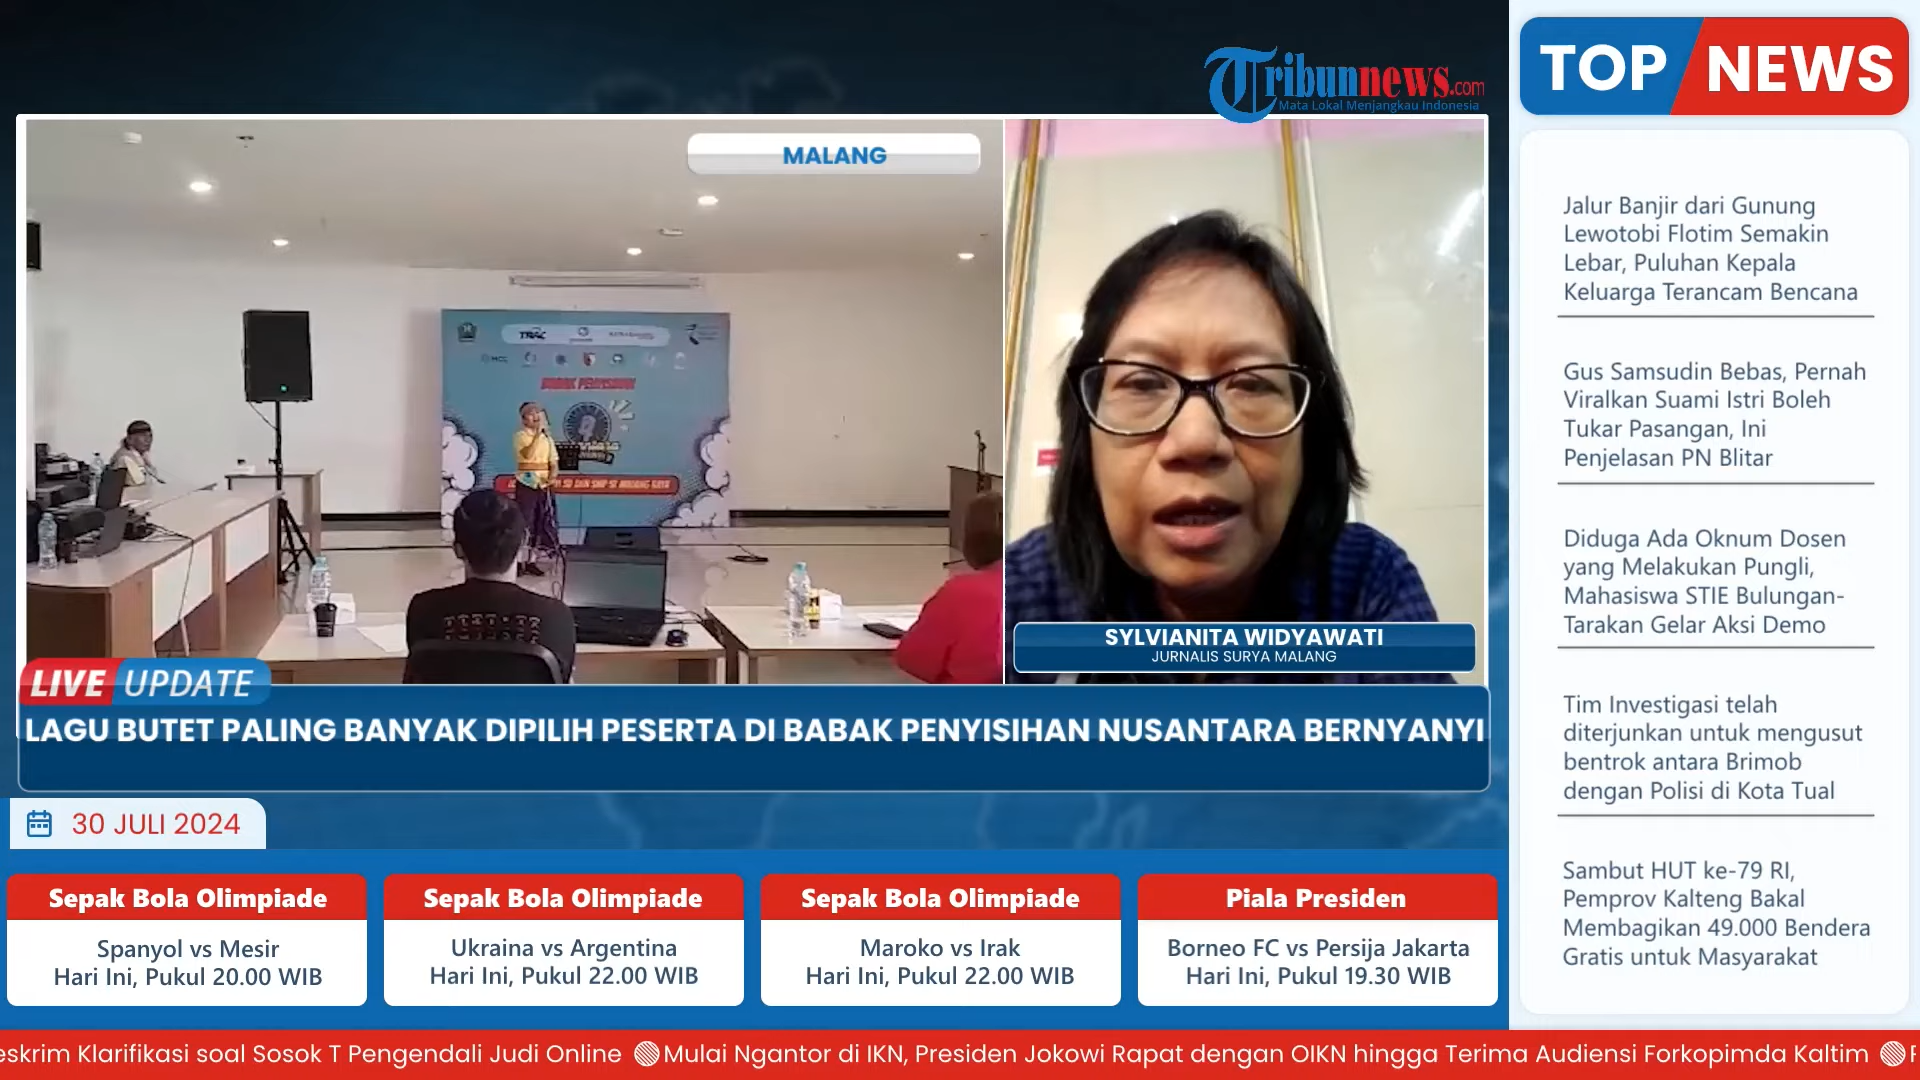 Tribunnews.com
Mata Lokal Menjangkau Indonesia
TOP NEWS
MALANG
TRAC
BABAK PENYISIHAN
SYLVIANITA WIDYAWATI
JURNALIS SURYA MALANG
LIVE UPDATE
LAGU BUTET PALING BANYAK DIPILIH PESERTA DI BABAK PENYISIHAN NUSANTARA BERNYANYI
30 JULI 2024
Sepak Bola Olimpiade
Spanyol vs Mesir
Hari Ini, Pukul 20.00 WIB
Sepak Bola Olimpiade
Ukraina vs Argentina
Hari Ini, Pukul 22.00 WIB
Sepak Bola Olimpiade
Maroko vs Irak
Hari Ini, Pukul 22.00 WIB
Piala Presiden
Borneo FC vs Persija Jakarta
Hari Ini, Pukul 19.30 WIB
Jalur Banjir dari Gunung
Lewotobi Flotim Semakin
Lebar, Puluhan Kepala
Keluarga Terancam Bencana
Gus Samsudin Bebas, Pernah
Viralkan Suami Istri Boleh
Tukar Pasangan, Ini
Penjelasan PN Blitar
Diduga Ada Oknum Dosen
yang Melakukan Pungli,
Mahasiswa STIE Bulungan-
Tarakan Gelar Aksi Demo
Tim Investigasi telah
diterjunkan untuk mengusut
bentrok antara Brimob
dengan Polisi di Kota Tual
Sambut HUT ke-79 RI,
Pemprov Kalteng Bakal
Membagikan 49.000 Bendera
Gratis untuk Masyarakat
eskrim Klarifikasi soal Sosok T Pengendali Judi Online Mulai Ngantor di IKN, Presiden Jokowi Rapat dengan OIKN hingga Terima Audiensi Forkopimda Kaltim